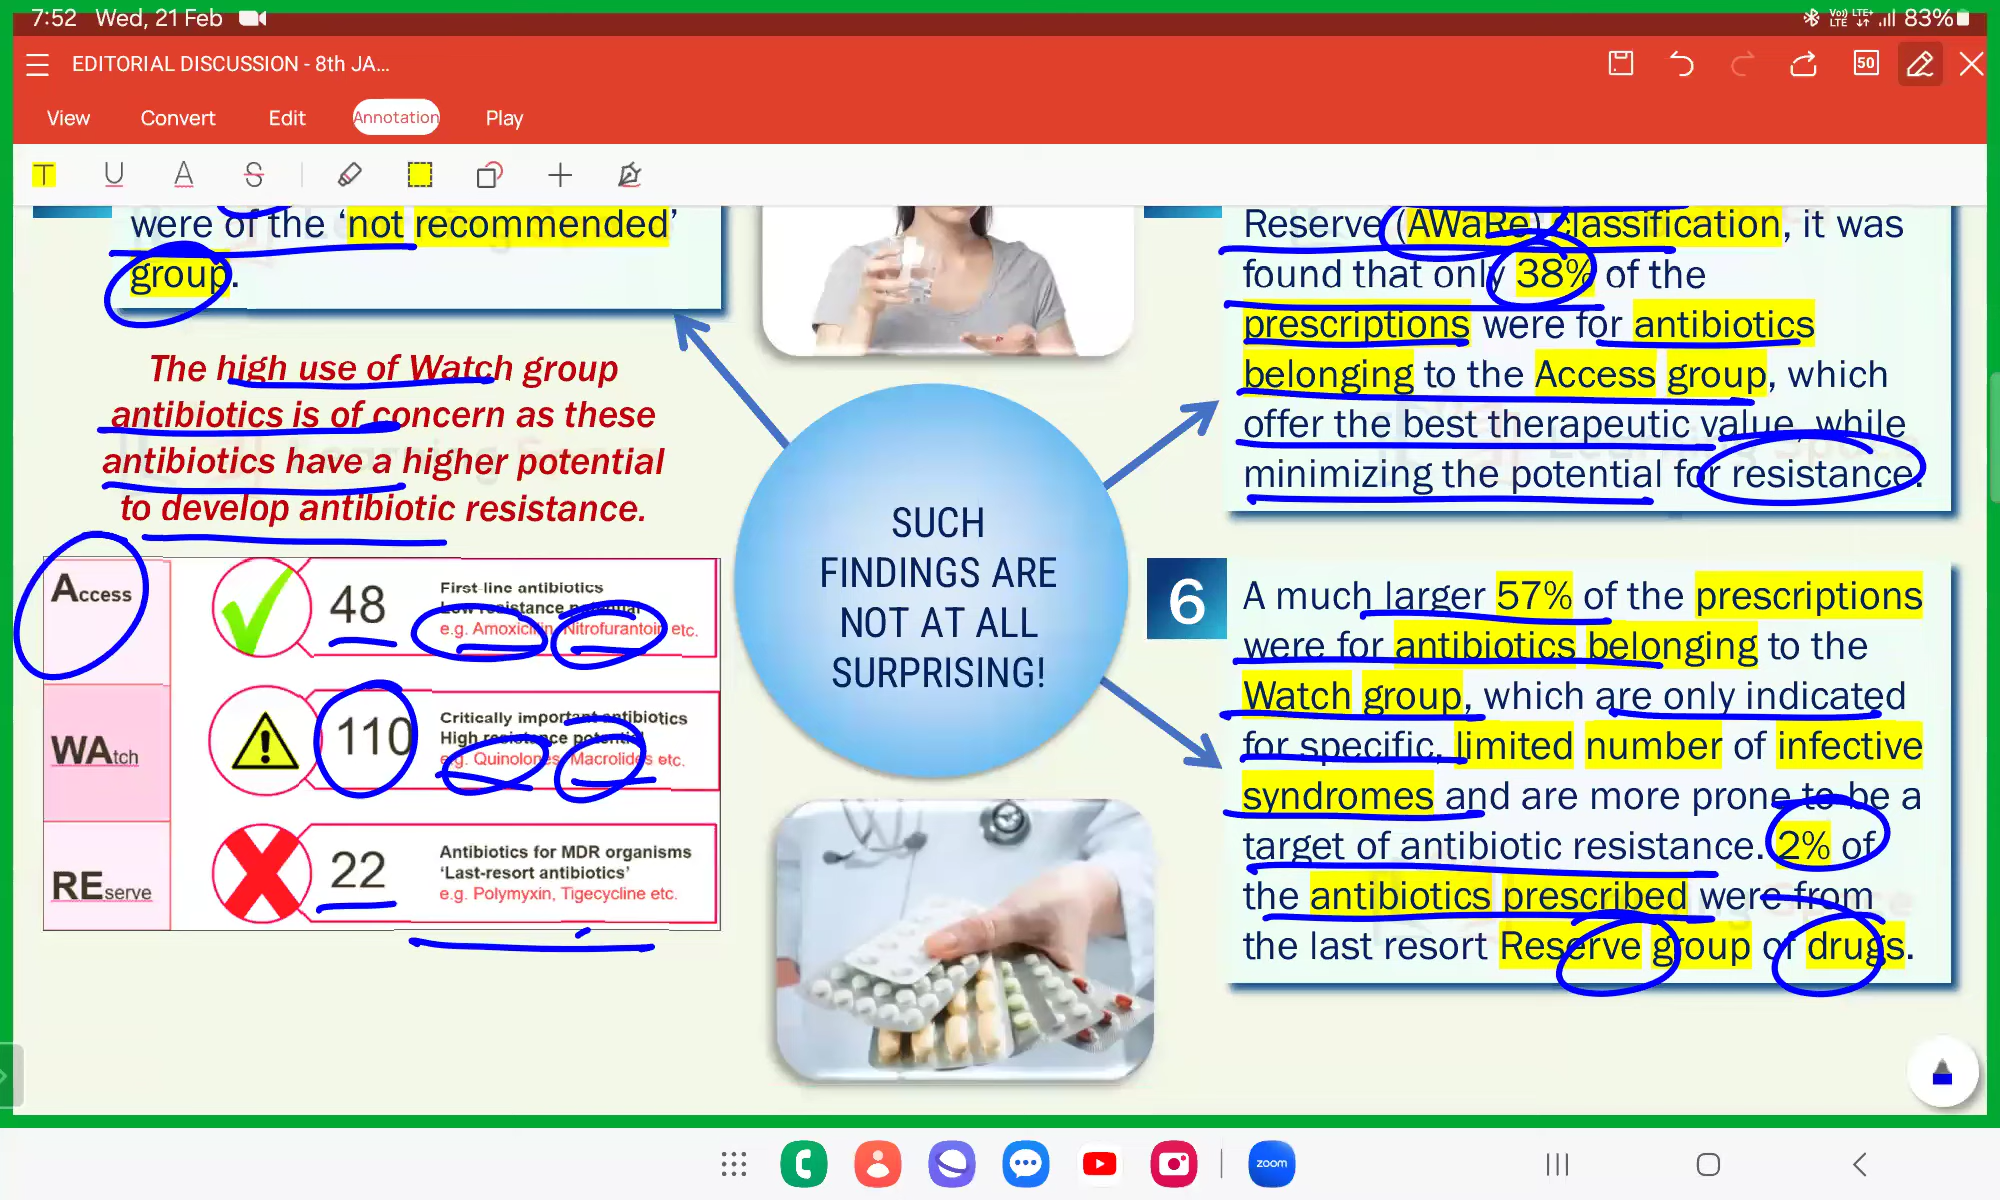 7:52 Wed, 21 Feb
Vo)) LTE LTE+ 83%
EDITORIAL DISCUSSION - 8th JA...
50
View Convert Edit Annotation Play
T U A S
were of the ‘not recommended’
group.
The high use of Watch group
antibiotics is of concern as these
antibiotics have a higher potential
to develop antibiotic resistance.
Access
48
First-line antibiotics
Low resistance potential
e.g. Amoxicillin, Nitrofurantoin etc.
WAtch
110
Critically important antibiotics
High resistance potential
e.g. Quinolones, Macrolides etc.
REserve
22
Antibiotics for MDR organisms
‘Last-resort antibiotics’
e.g. Polymyxin, Tigecycline etc.
SUCH
FINDINGS ARE
NOT AT ALL
SURPRISING!
Reserve (AWaRe) classification, it was
found that only 38% of the
prescriptions were for antibiotics
belonging to the Access group, which
offer the best therapeutic value, while
minimizing the potential for resistance.
6
A much larger 57% of the prescriptions
were for antibiotics belonging to the
Watch group, which are only indicated
for specific, limited number of infective
syndromes and are more prone to be a
target of antibiotic resistance. 2% of
the antibiotics prescribed were from
the last resort Reserve group of drugs.
zoom